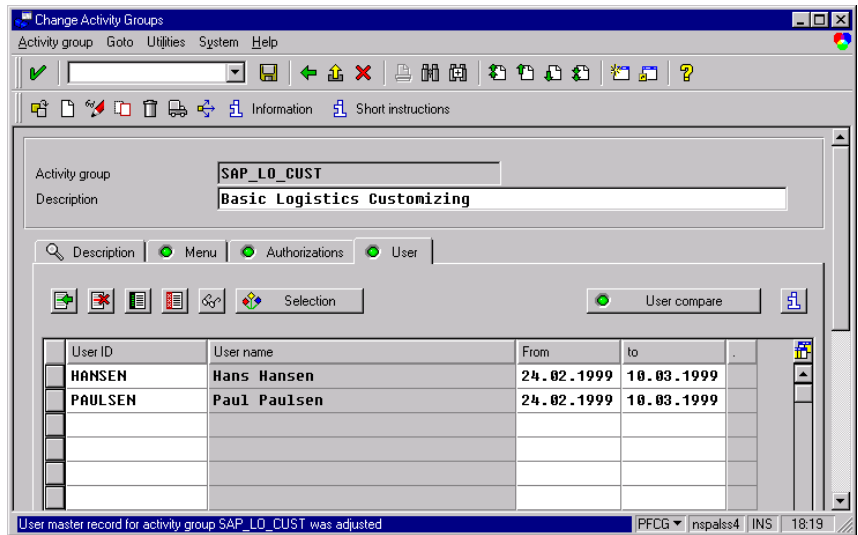 Change Activity Groups
Activity group Goto Utilities System Help
Information Short instructions
Activity group SAP_LO_CUST
Description Basic Logistics Customizing
Description Menu Authorizations User
Selection User compare
User ID User name From to .
HANSEN Hans Hansen 24.02.1999 10.03.1999
PAULSEN Paul Paulsen 24.02.1999 10.03.1999
User master record for activity group SAP_LO_CUST was adjusted PFCG nspalss4 INS 18:19